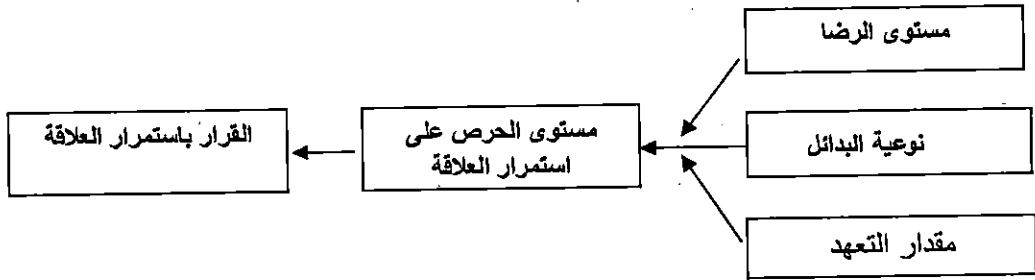 مستوى الرضا
نوعية البدائل
مقدار التعهد
مستوى الحرص على
استمرار العلاقة
القرار باستمرار العلاقة